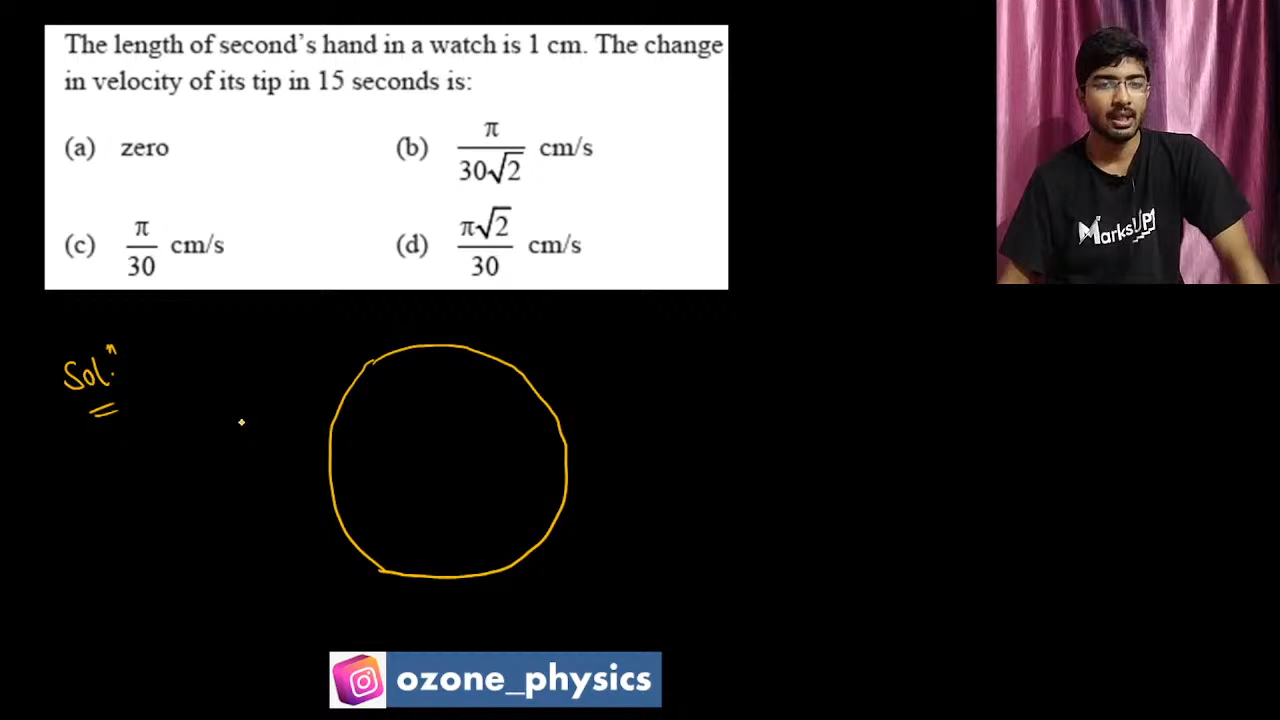 The length of second's hand in a watch is 1 cm. The change
in velocity of its tip in 15 seconds is:
(a) zero
(b) π/30√2 cm/s
(c) π/30 cm/s
(d) π√2/30 cm/s
MarksUP
Sol.ⁿ
ozone_physics